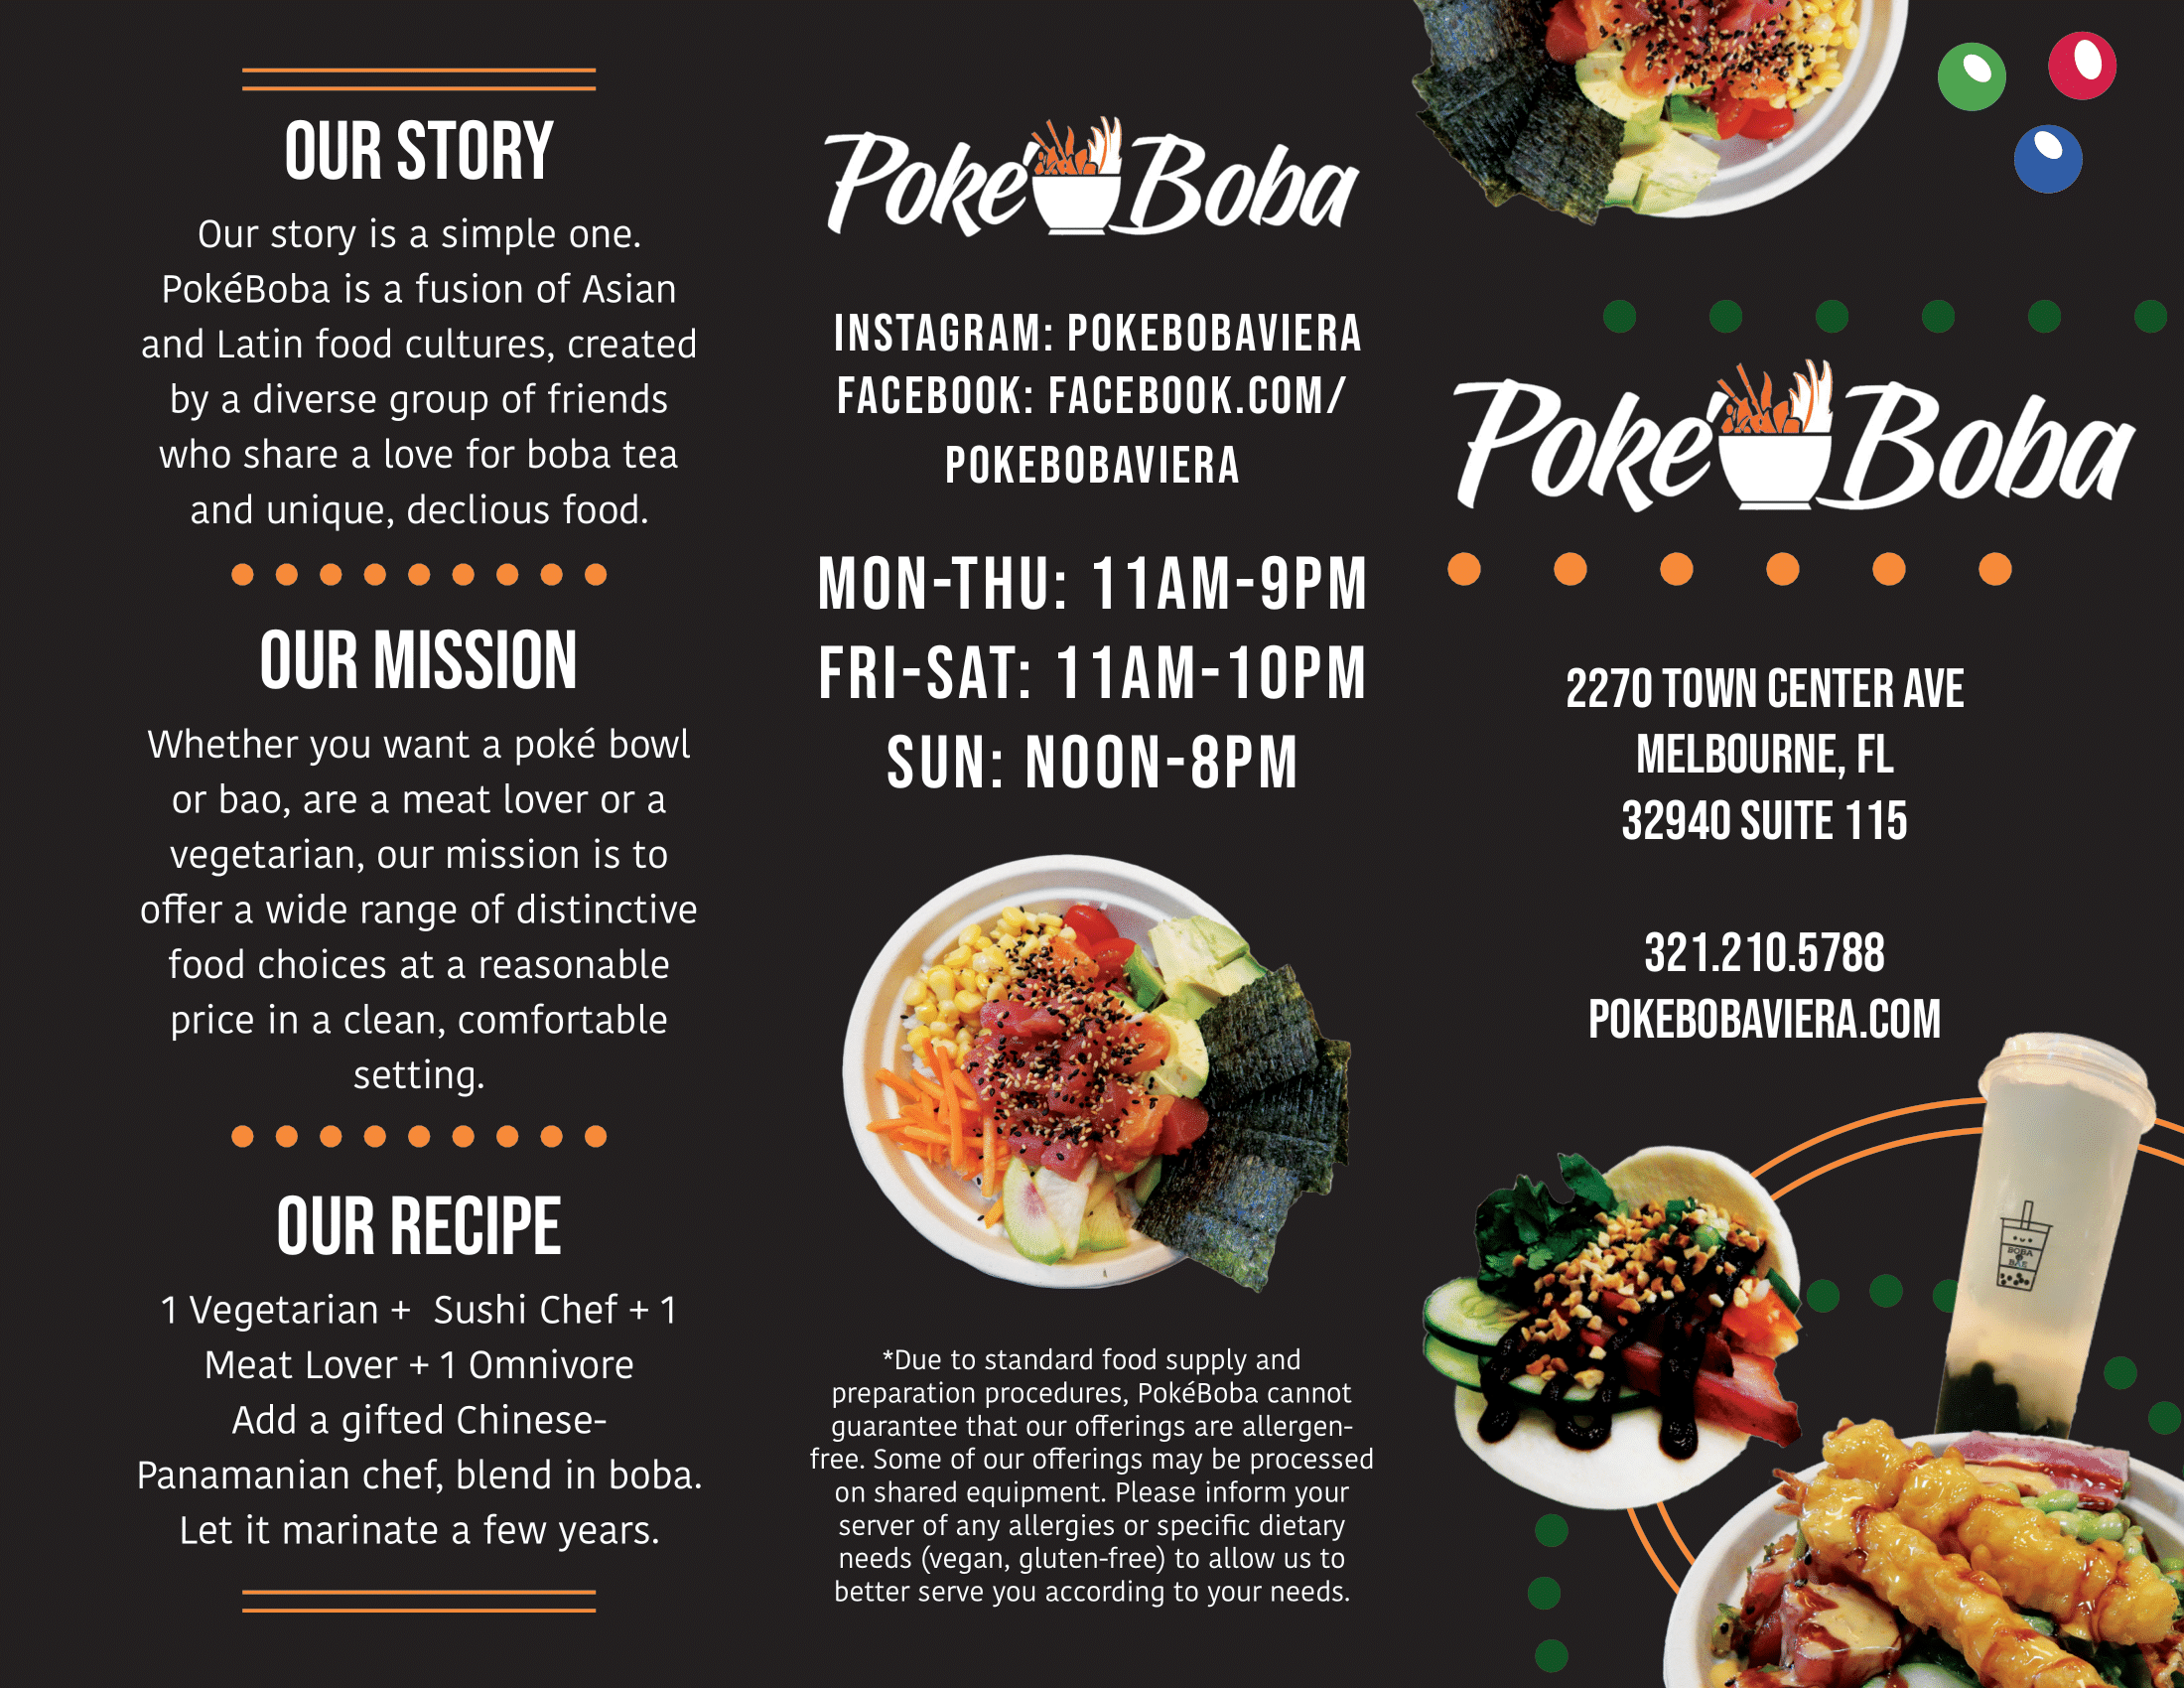 OUR STORY
Our story is a simple one.
PokéBoba is a fusion of Asian
and Latin food cultures, created
by a diverse group of friends
who share a love for boba tea
and unique, declious food.
OUR MISSION
Whether you want a poké bowl
or bao, are a meat lover or a
vegetarian, our mission is to
offer a wide range of distinctive
food choices at a reasonable
price in a clean, comfortable
setting.
OUR RECIPE
1 Vegetarian +  Sushi Chef + 1
Meat Lover + 1 Omnivore
Add a gifted Chinese-
Panamanian chef, blend in boba.
Let it marinate a few years.
Poké Boba
INSTAGRAM: POKEBOBAVIERA
FACEBOOK: FACEBOOK.COM/
POKEBOBAVIERA
MON-THU: 11AM-9PM
FRI-SAT: 11AM-10PM
SUN: NOON-8PM
*Due to standard food supply and
preparation procedures, PokéBoba cannot
guarantee that our offerings are allergen-
free. Some of our offerings may be processed
on shared equipment. Please inform your
server of any allergies or specific dietary
needs (vegan, gluten-free) to allow us to
better serve you according to your needs.
Poké Boba
2270 TOWN CENTER AVE
MELBOURNE, FL
32940 SUITE 115
321.210.5788
POKEBOBAVIERA.COM
BOBA
BAE